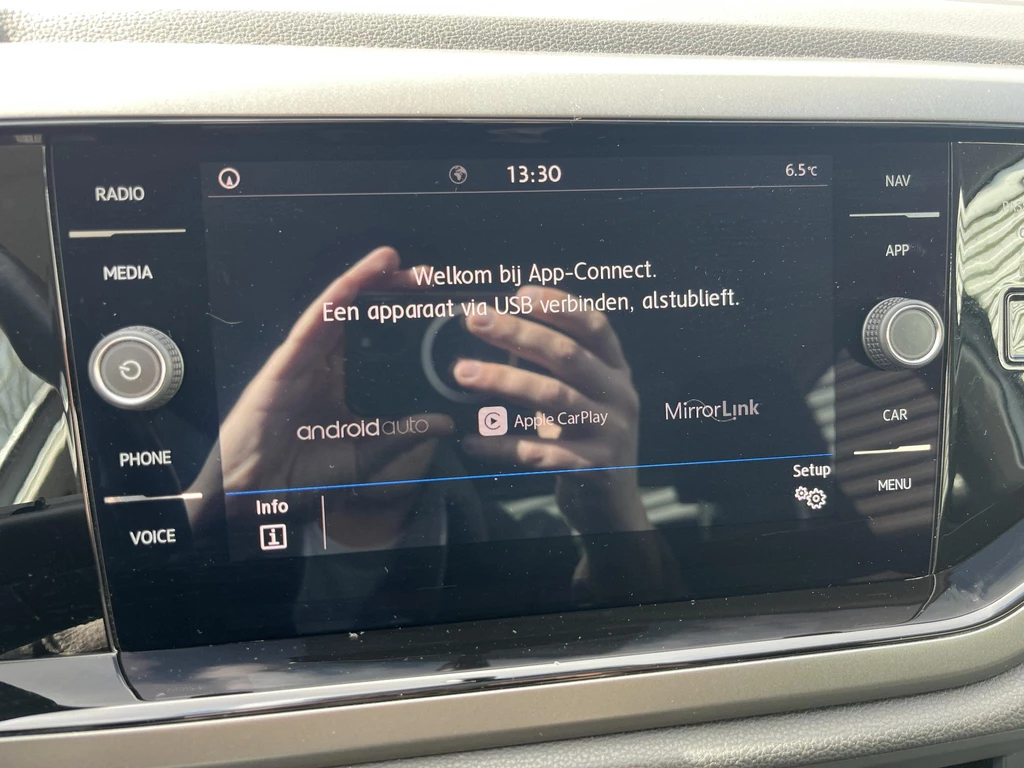 RADIO
MEDIA
PHONE
VOICE
13:30
6.5°C
Welkom bij App-Connect.
Een apparaat via USB verbinden, alstublieft.
androidauto
Apple CarPlay
MirrorLink
Info
i
Setup
NAV
APP
CAR
MENU